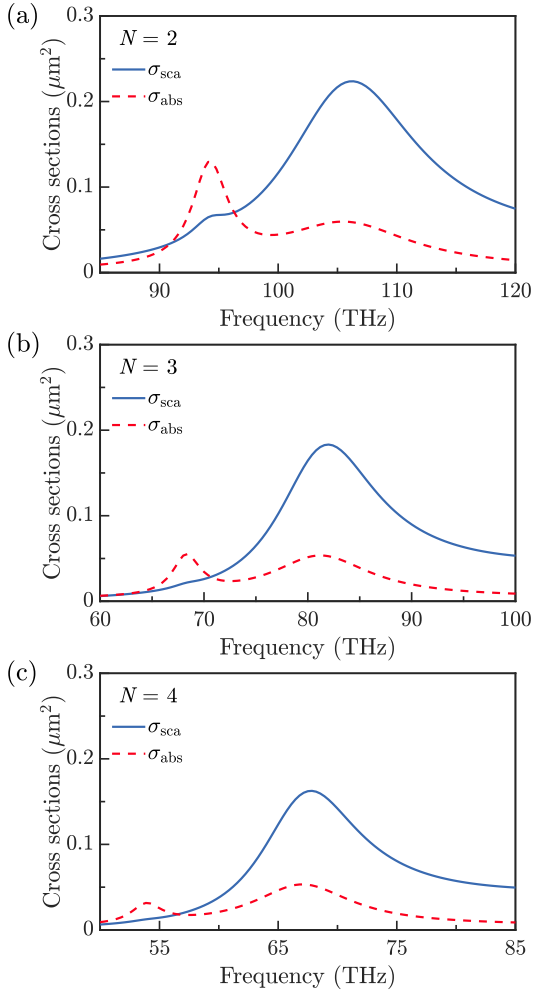 (a)
N = 2
σsca
σabs
Cross sections (μm²)
0.3
0.2
0.1
0
90
100
110
120
Frequency (THz)
(b)
N = 3
σsca
σabs
Cross sections (μm²)
0.3
0.2
0.1
0
60
70
80
90
100
Frequency (THz)
(c)
N = 4
σsca
σabs
Cross sections (μm²)
0.3
0.2
0.1
0
55
65
75
85
Frequency (THz)